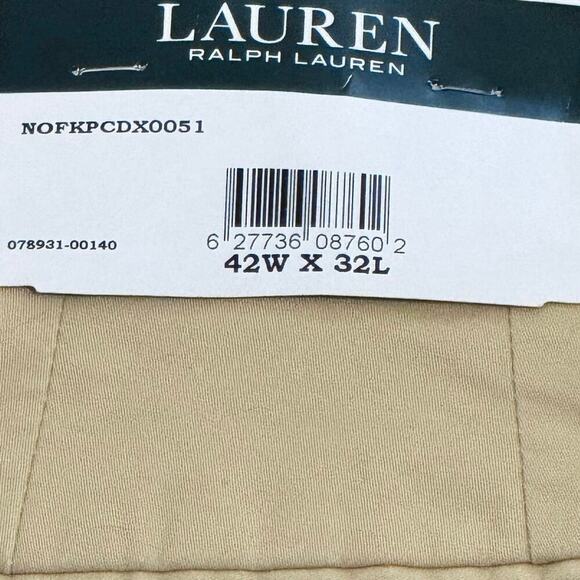 LAUREN
RALPH LAUREN
NOFKPCDX0051
6 27736 08760 2
078931-00140
42W X 32L